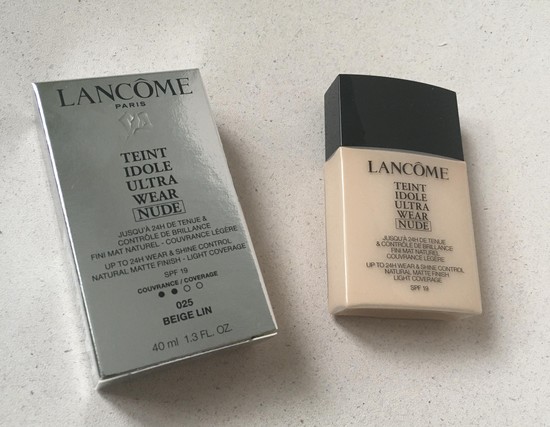 LANCÔME
PARIS
TEINT
IDOLE
ULTRA
WEAR
NUDE
JUSQU'À 24H DE TENUE &
CONTRÔLE DE BRILLANCE
FINI MAT NATUREL - COUVRANCE LÉGÈRE
UP TO 24H WEAR & SHINE CONTROL
NATURAL MATTE FINISH - LIGHT COVERAGE
SPF 19
COUVRANCE / COVERAGE
025
BEIGE LIN
40 ml 1.3 FL. OZ
LANCÔME
TEINT
IDOLE
ULTRA
WEAR
NUDE
JUSQU'À 24H DE TENUE
& CONTRÔLE DE BRILLANCE
FINI MAT NATUREL
COUVRANCE LÉGÈRE
UP TO 24H WEAR & SHINE CONTROL
NATURAL MATTE FINISH
LIGHT COVERAGE
SPF 19